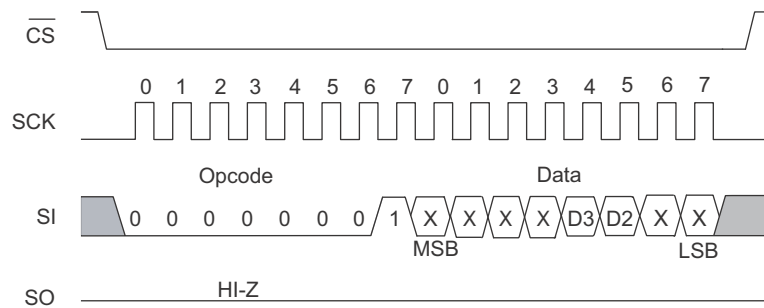 CS
0 1 2 3 4 5 6 7 0 1 2 3 4 5 6 7
SCK
Opcode Data
SI 0 0 0 0 0 0 0 1 X X X X D3 D2 X X
MSB LSB
HI-Z
SO